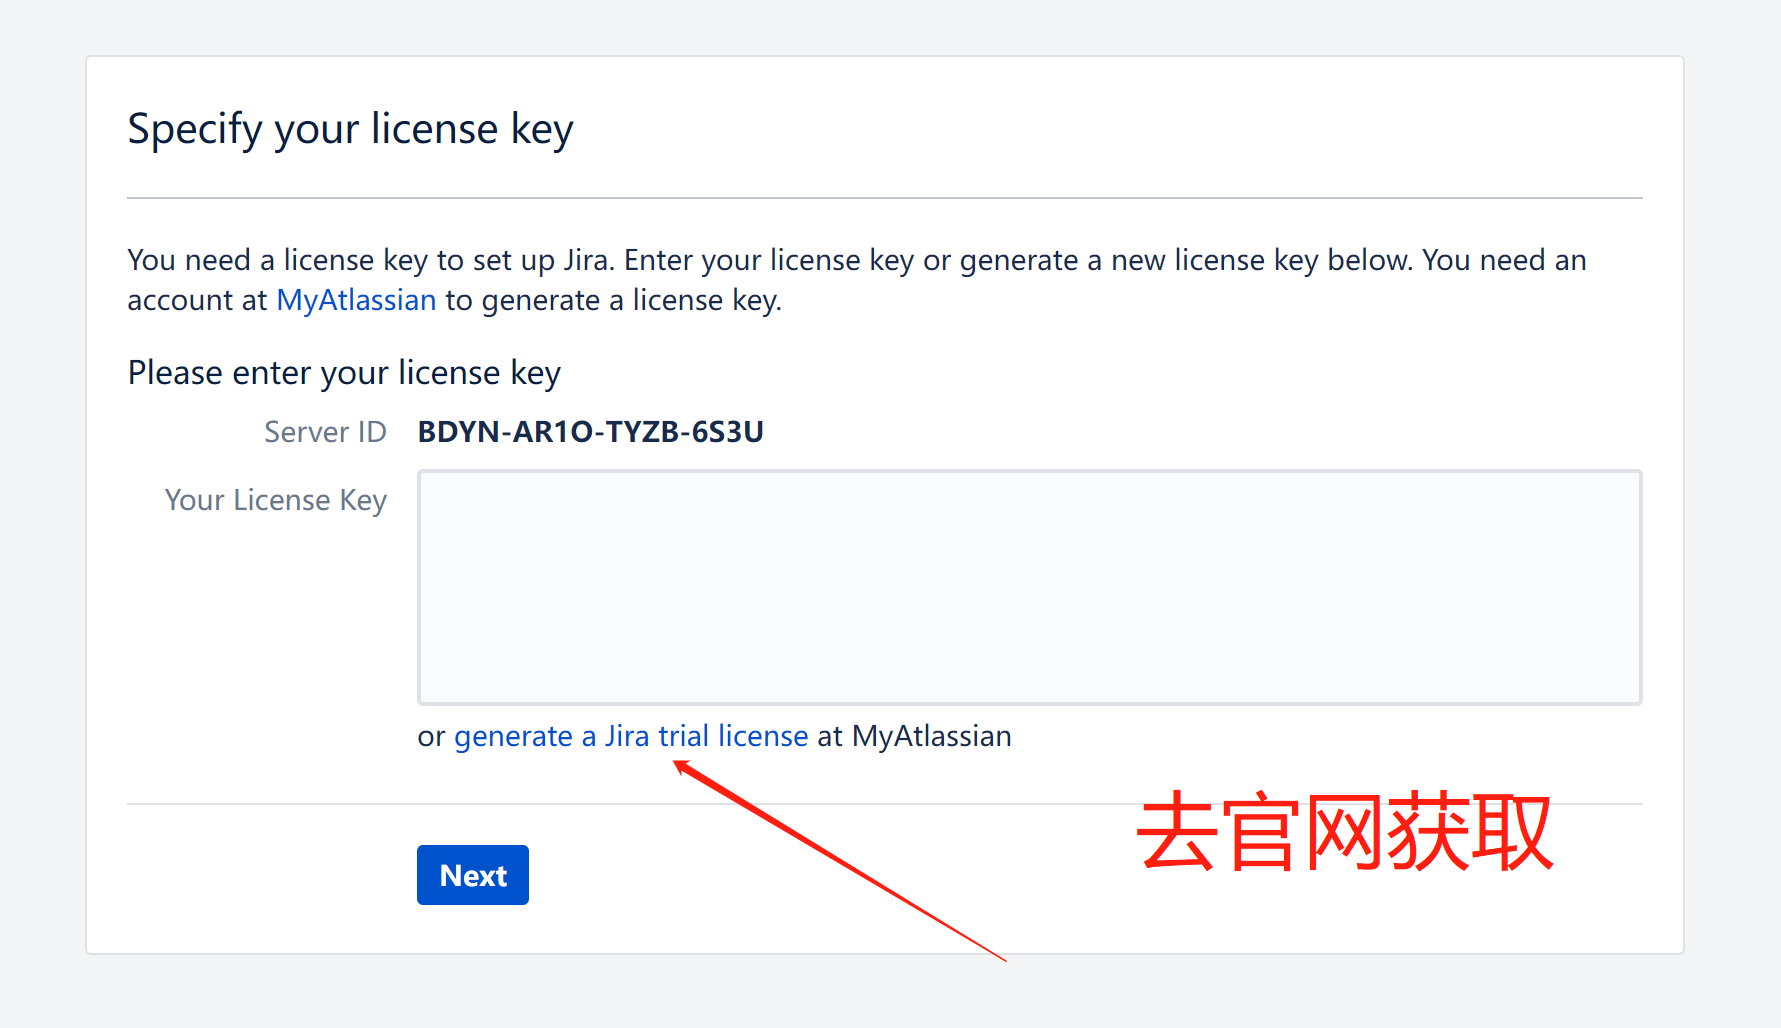 Specify your license key
You need a license key to set up Jira. Enter your license key or generate a new license key below. You need an
account at MyAtlassian to generate a license key.
Please enter your license key
Server ID BDYN-AR1O-TYZB-6S3U
Your License Key
or generate a Jira trial license at MyAtlassian
去官网获取
Next